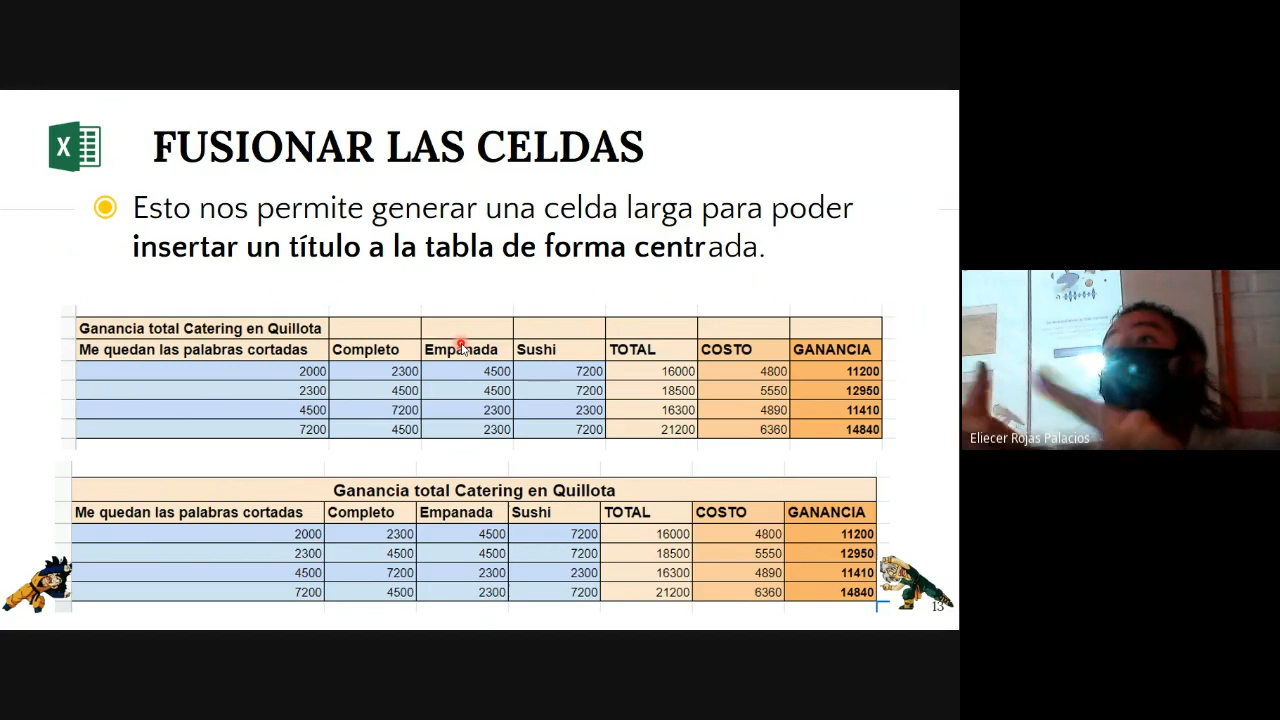 X
FUSIONAR LAS CELDAS
Esto nos permite generar una celda larga para poder
insertar un título a la tabla de forma centrada.
Ganancia total Catering en Quillota
Me quedan las palabras cortadas Completo Empanada Sushi TOTAL COSTO GANANCIA
2000 2300 4500 7200 16000 4800 11200
2300 4500 4500 7200 18500 5550 12950
4500 7200 2300 2300 16300 4890 11410
7200 4500 2300 7200 21200 6360 14840
Ganancia total Catering en Quillota
Me quedan las palabras cortadas Completo Empanada Sushi TOTAL COSTO GANANCIA
2000 2300 4500 7200 16000 4800 11200
2300 4500 4500 7200 18500 5550 12950
4500 7200 2300 2300 16300 4890 11410
7200 4500 2300 7200 21200 6360 14840
13
Eliecer Rojas Palacios